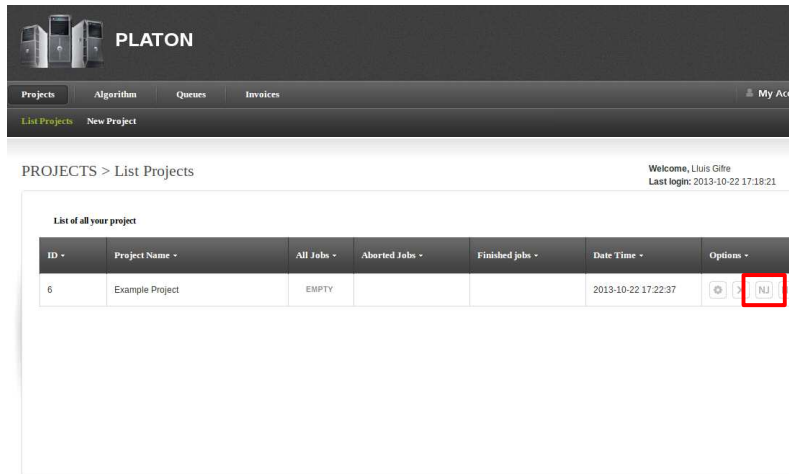 PLATON
Projects Algorithm Queues Invoices My Acc
List Projects New Project
PROJECTS > List Projects
Welcome, Lluis Gifre
Last login: 2013-10-22 17:18:21
List of all your project
ID Project Name All Jobs Aborted Jobs Finished jobs Date Time Options
6 Example Project EMPTY 2013-10-22 17:22:37 NJ